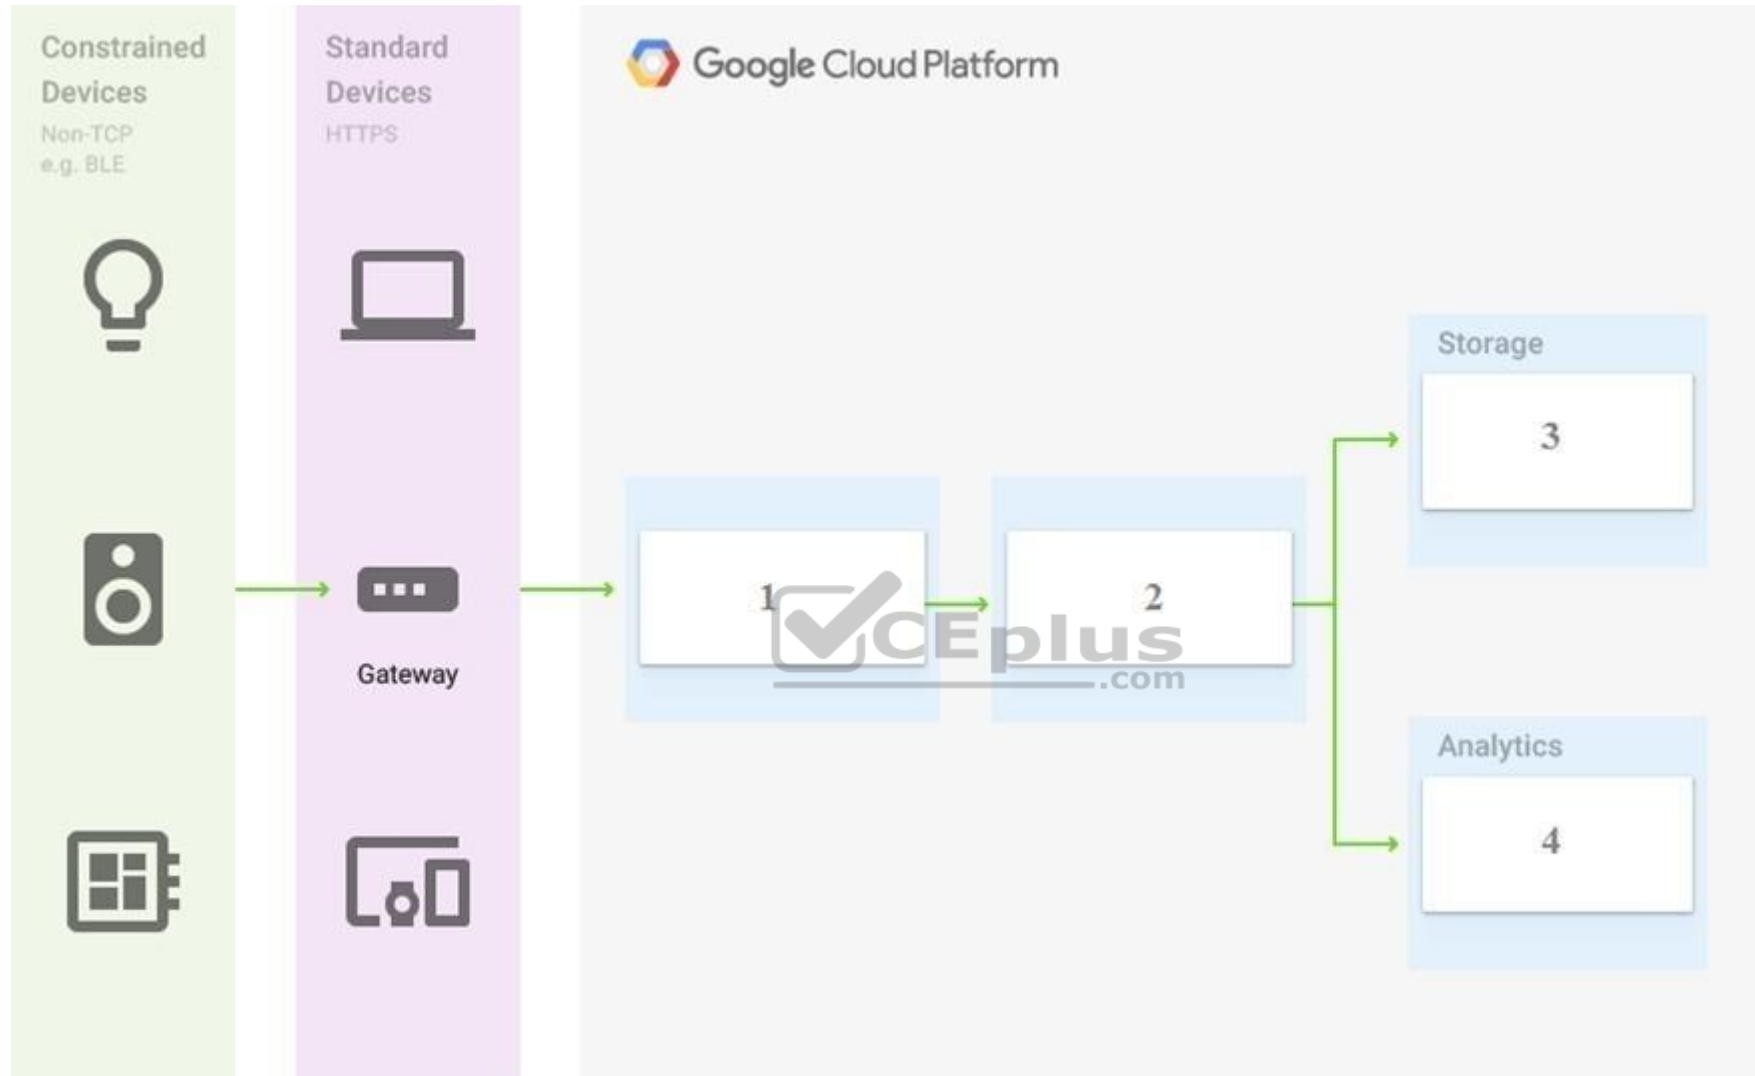 Constrained
Devices
Non-TCP
e.g. BLE
Standard
Devices
HTTPS
Gateway
Google Cloud Platform
1
2
Storage
3
Analytics
4
CEplus
.com